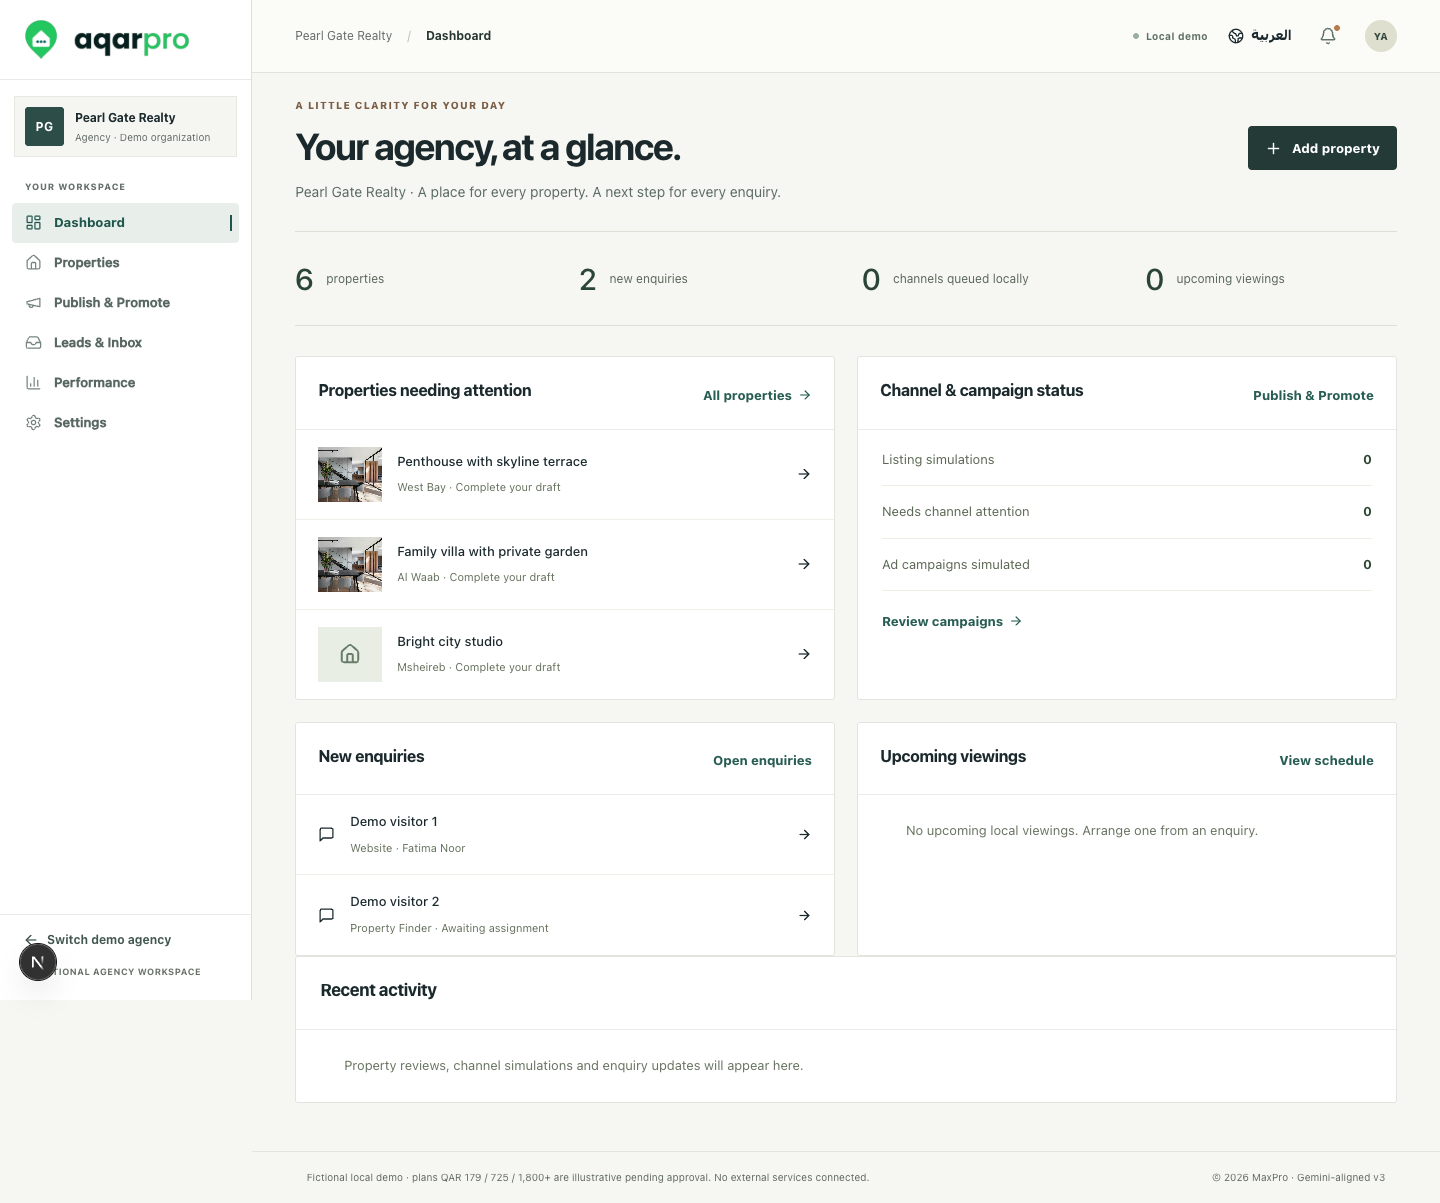 aqarpro
Pearl Gate Realty / Dashboard
Local demo
العربية
YA
PG
Pearl Gate Realty
Agency · Demo organization
YOUR WORKSPACE
Dashboard
Properties
Publish & Promote
Leads & Inbox
Performance
Settings
Switch demo agency
TIONAL AGENCY WORKSPACE
N
A LITTLE CLARITY FOR YOUR DAY
Your agency, at a glance.
Pearl Gate Realty · A place for every property. A next step for every enquiry.
Add property
6 properties
2 new enquiries
0 channels queued locally
0 upcoming viewings
Properties needing attention
All properties
Penthouse with skyline terrace
West Bay · Complete your draft
Family villa with private garden
Al Waab · Complete your draft
Bright city studio
Msheireb · Complete your draft
Channel & campaign status
Publish & Promote
Listing simulations 0
Needs channel attention 0
Ad campaigns simulated 0
Review campaigns
New enquiries
Open enquiries
Demo visitor 1
Website · Fatima Noor
Demo visitor 2
Property Finder · Awaiting assignment
Upcoming viewings
View schedule
No upcoming local viewings. Arrange one from an enquiry.
Recent activity
Property reviews, channel simulations and enquiry updates will appear here.
Fictional local demo · plans QAR 179 / 725 / 1,800+ are illustrative pending approval. No external services connected.
© 2026 MaxPro · Gemini-aligned v3